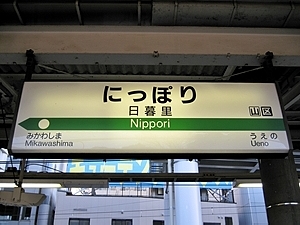 にっぽり
日暮里
Nippori
山 区
みかわしま
Mikawashima
うえの
Ueno